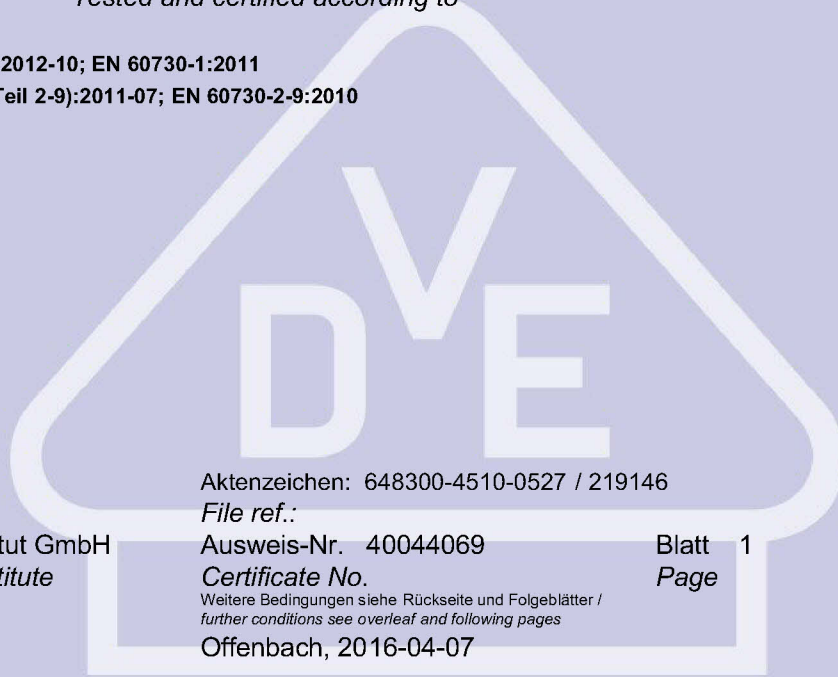 Tested and certified according to
2012-10; EN 60730-1:2011
Teil 2-9):2011-07; EN 60730-2-9:2010
VDE
Aktenzeichen: 648300-4510-0527 / 219146
File ref.:
tut GmbH Ausweis-Nr. 40044069 Blatt 1
titute Certificate No. Page
Weitere Bedingungen siehe Rückseite und Folgeblätter /
further conditions see overleaf and following pages
Offenbach, 2016-04-07